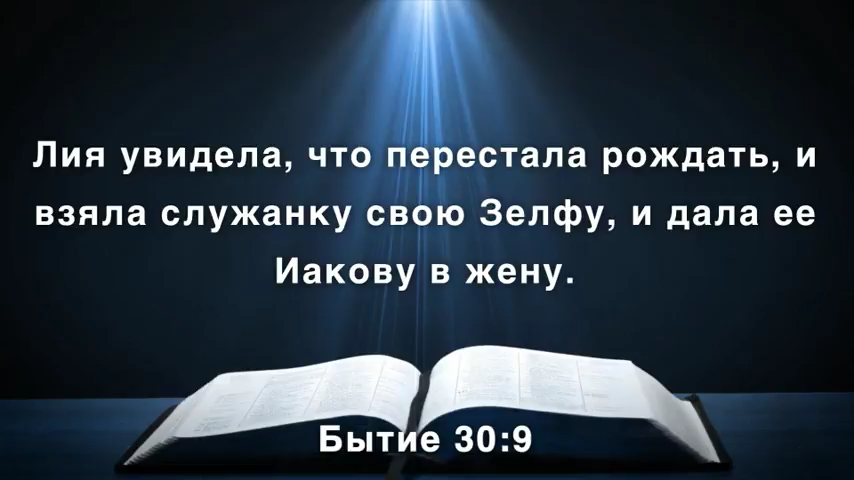 Лия увидела, что перестала рождать, и
взяла служанку свою Зелфу, и дала ее
Иакову в жену.
Бытие 30:9